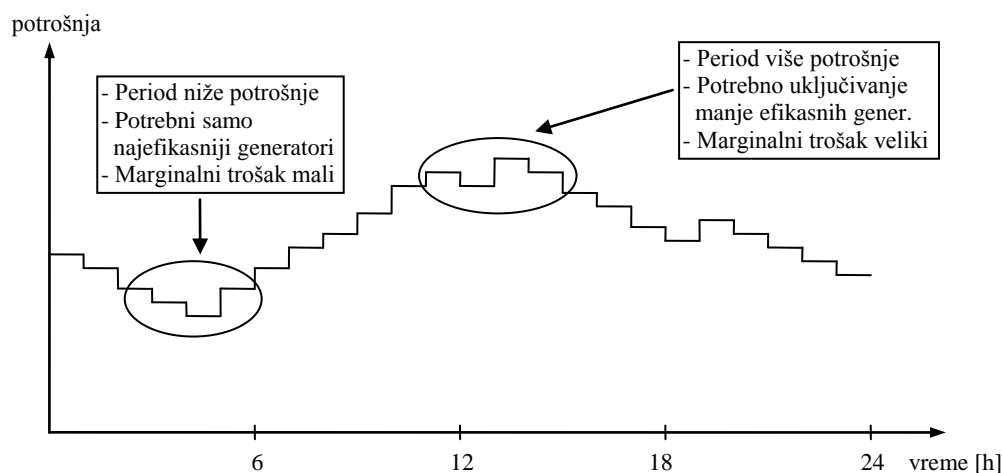 potrošnja
- Period niže potrošnje
- Potrebni samo
najefikasniji generatori
- Marginalni trošak mali
- Period više potrošnje
- Potrebno uključivanje
manje efikasnih gener.
- Marginalni trošak veliki
6
12
18
24
vreme [h]